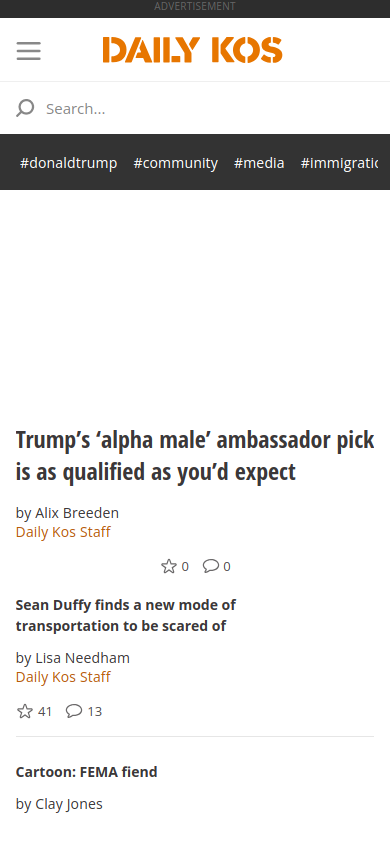 ADVERTISEMENT
DAILY KOS
Search...
#donaldtrump #community #media #immigratic
Trump’s ‘alpha male’ ambassador pick
is as qualified as you’d expect
by Alix Breeden
Daily Kos Staff
0 0
Sean Duffy finds a new mode of
transportation to be scared of
by Lisa Needham
Daily Kos Staff
41 13
Cartoon: FEMA fiend
by Clay Jones